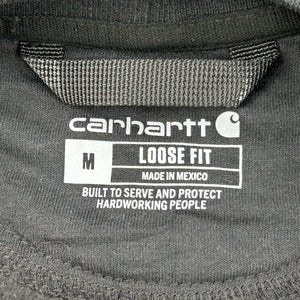 carhartt
M LOOSE FIT
MADE IN MEXICO
BUILT TO SERVE AND PROTECT
HARDWORKING PEOPLE